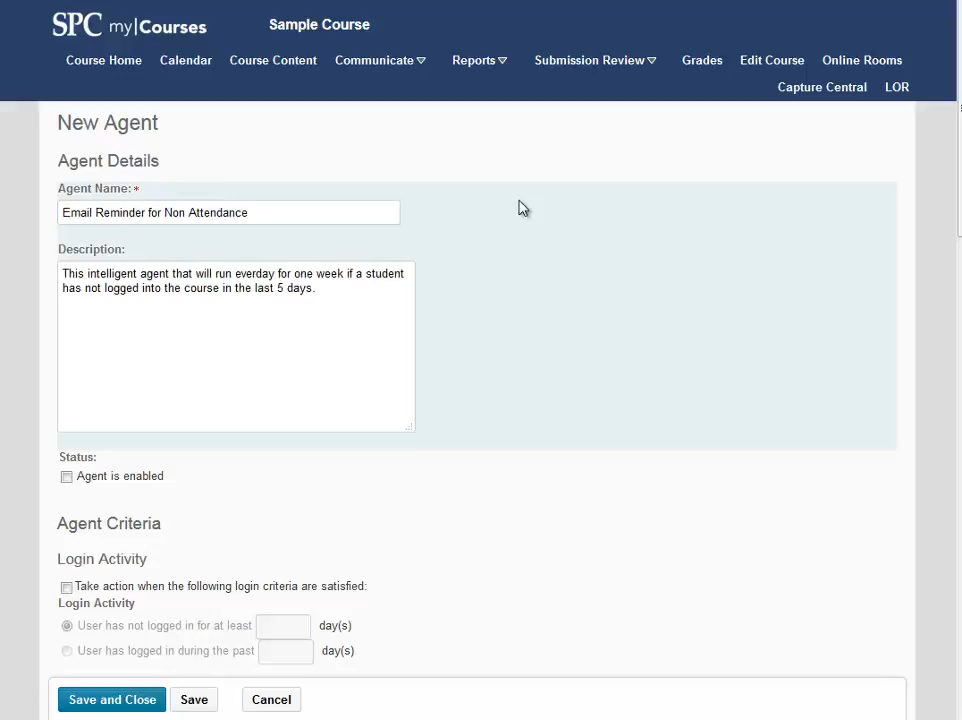 SPC my|Courses
Sample Course
Course Home Calendar Course Content Communicate Reports Submission Review Grades Edit Course Online Rooms
Capture Central LOR
New Agent
Agent Details
Agent Name: *
Email Reminder for Non Attendance
Description:
This intelligent agent that will run everday for one week if a student
has not logged into the course in the last 5 days.
Status:
Agent is enabled
Agent Criteria
Login Activity
Take action when the following login criteria are satisfied:
Login Activity
User has not logged in for at least day(s)
User has logged in during the past day(s)
Save and Close Save Cancel